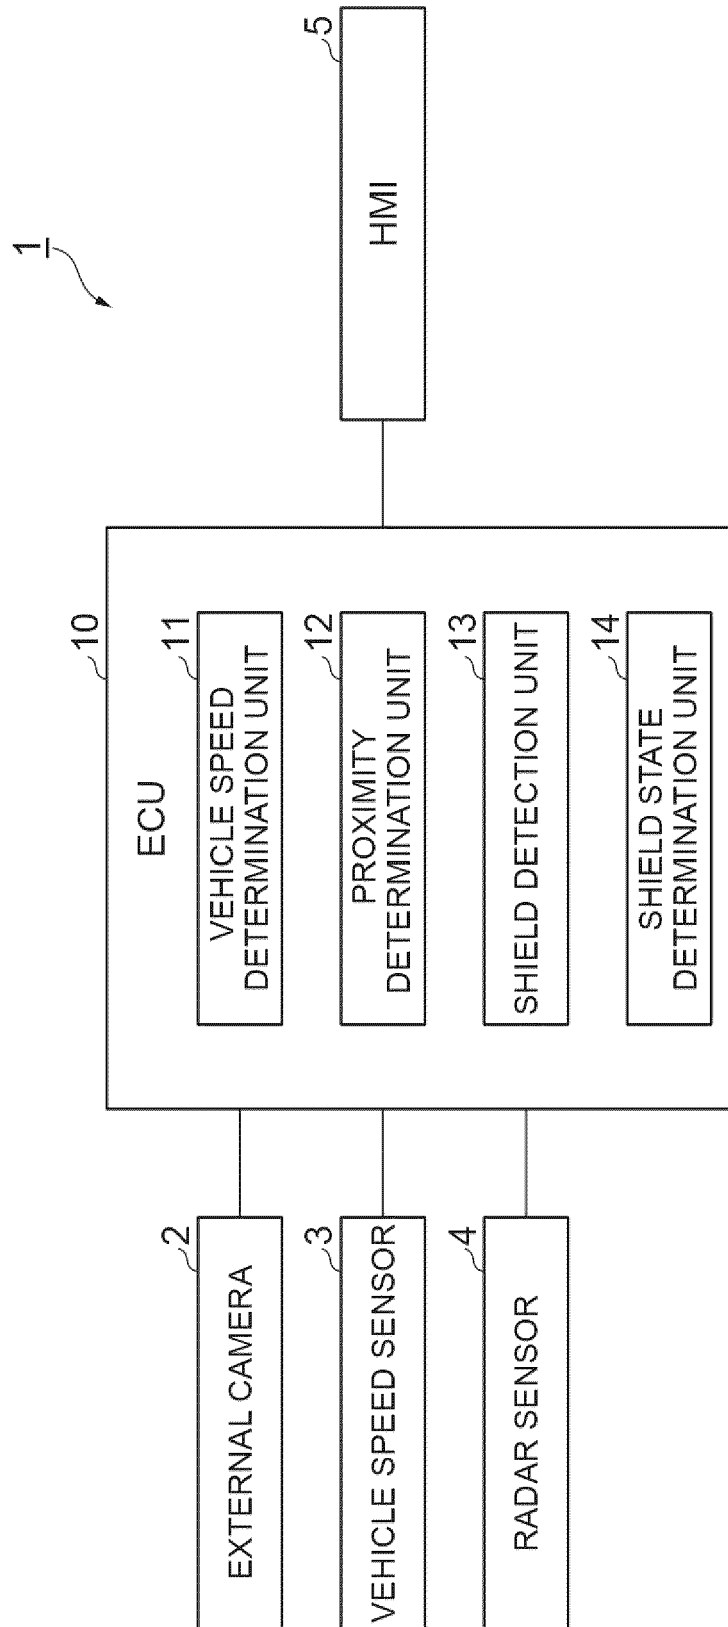 1
2
EXTERNAL CAMERA
3
VEHICLE SPEED SENSOR
4
RADAR SENSOR
10
ECU
11
VEHICLE SPEED
DETERMINATION UNIT
12
PROXIMITY
DETERMINATION UNIT
13
SHIELD DETECTION UNIT
14
SHIELD STATE
DETERMINATION UNIT
5
HMI